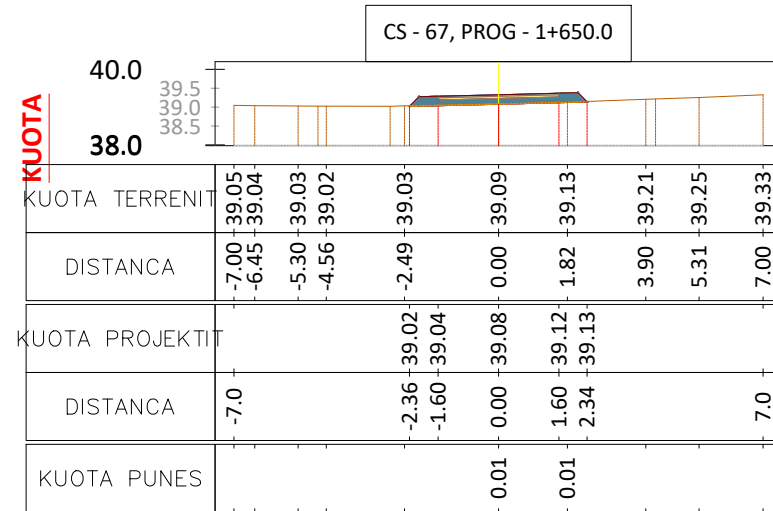 CS - 67, PROG - 1+650.0
KUOTA
40.0
39.5
39.0
38.5
38.0
KUOTA TERRENIT 39.05 39.04 39.03 39.02 39.03 39.09 39.13 39.21 39.25 39.33
DISTANCA -7.00 -6.45 -5.30 -4.56 -2.49 0.00 1.82 3.90 5.31 7.00
KUOTA PROJEKTIT 39.02 39.04 39.08 39.12 39.13
DISTANCA -7.0 -2.36 -1.60 0.00 1.60 2.34 7.0
KUOTA PUNES 0.01 0.01